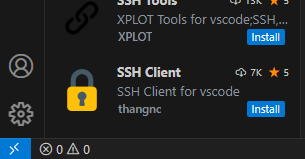 SSH Tools 15K ★ 5
XPLOT Tools for vscode;SSH,...
XPLOT Install
SSH Client 7K ★ 5
SSH Client for vscode
thangnc Install
0 0